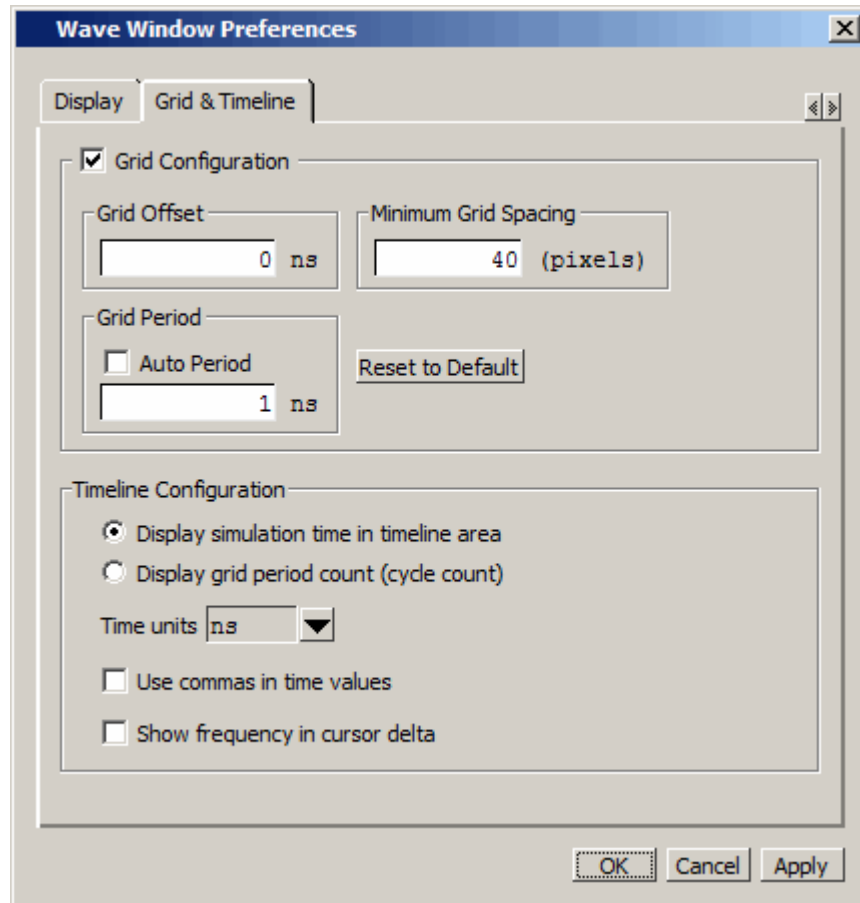 Wave Window Preferences
Display
Grid & Timeline
Grid Configuration
Grid Offset
0 ns
Minimum Grid Spacing
40 (pixels)
Grid Period
Auto Period
1 ns
Reset to Default
Timeline Configuration
Display simulation time in timeline area
Display grid period count (cycle count)
Time units ns
Use commas in time values
Show frequency in cursor delta
OK
Cancel
Apply